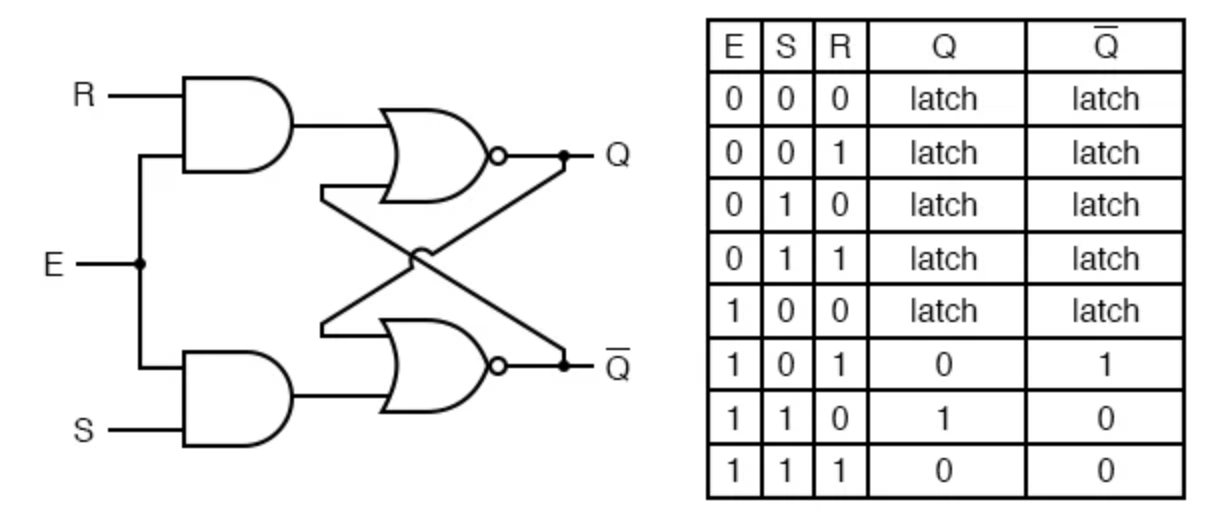 R
E
S
Q
Q̅
E S R Q Q̅
0 0 0 latch latch
0 0 1 latch latch
0 1 0 latch latch
0 1 1 latch latch
1 0 0 latch latch
1 0 1 0 1
1 1 0 1 0
1 1 1 0 0